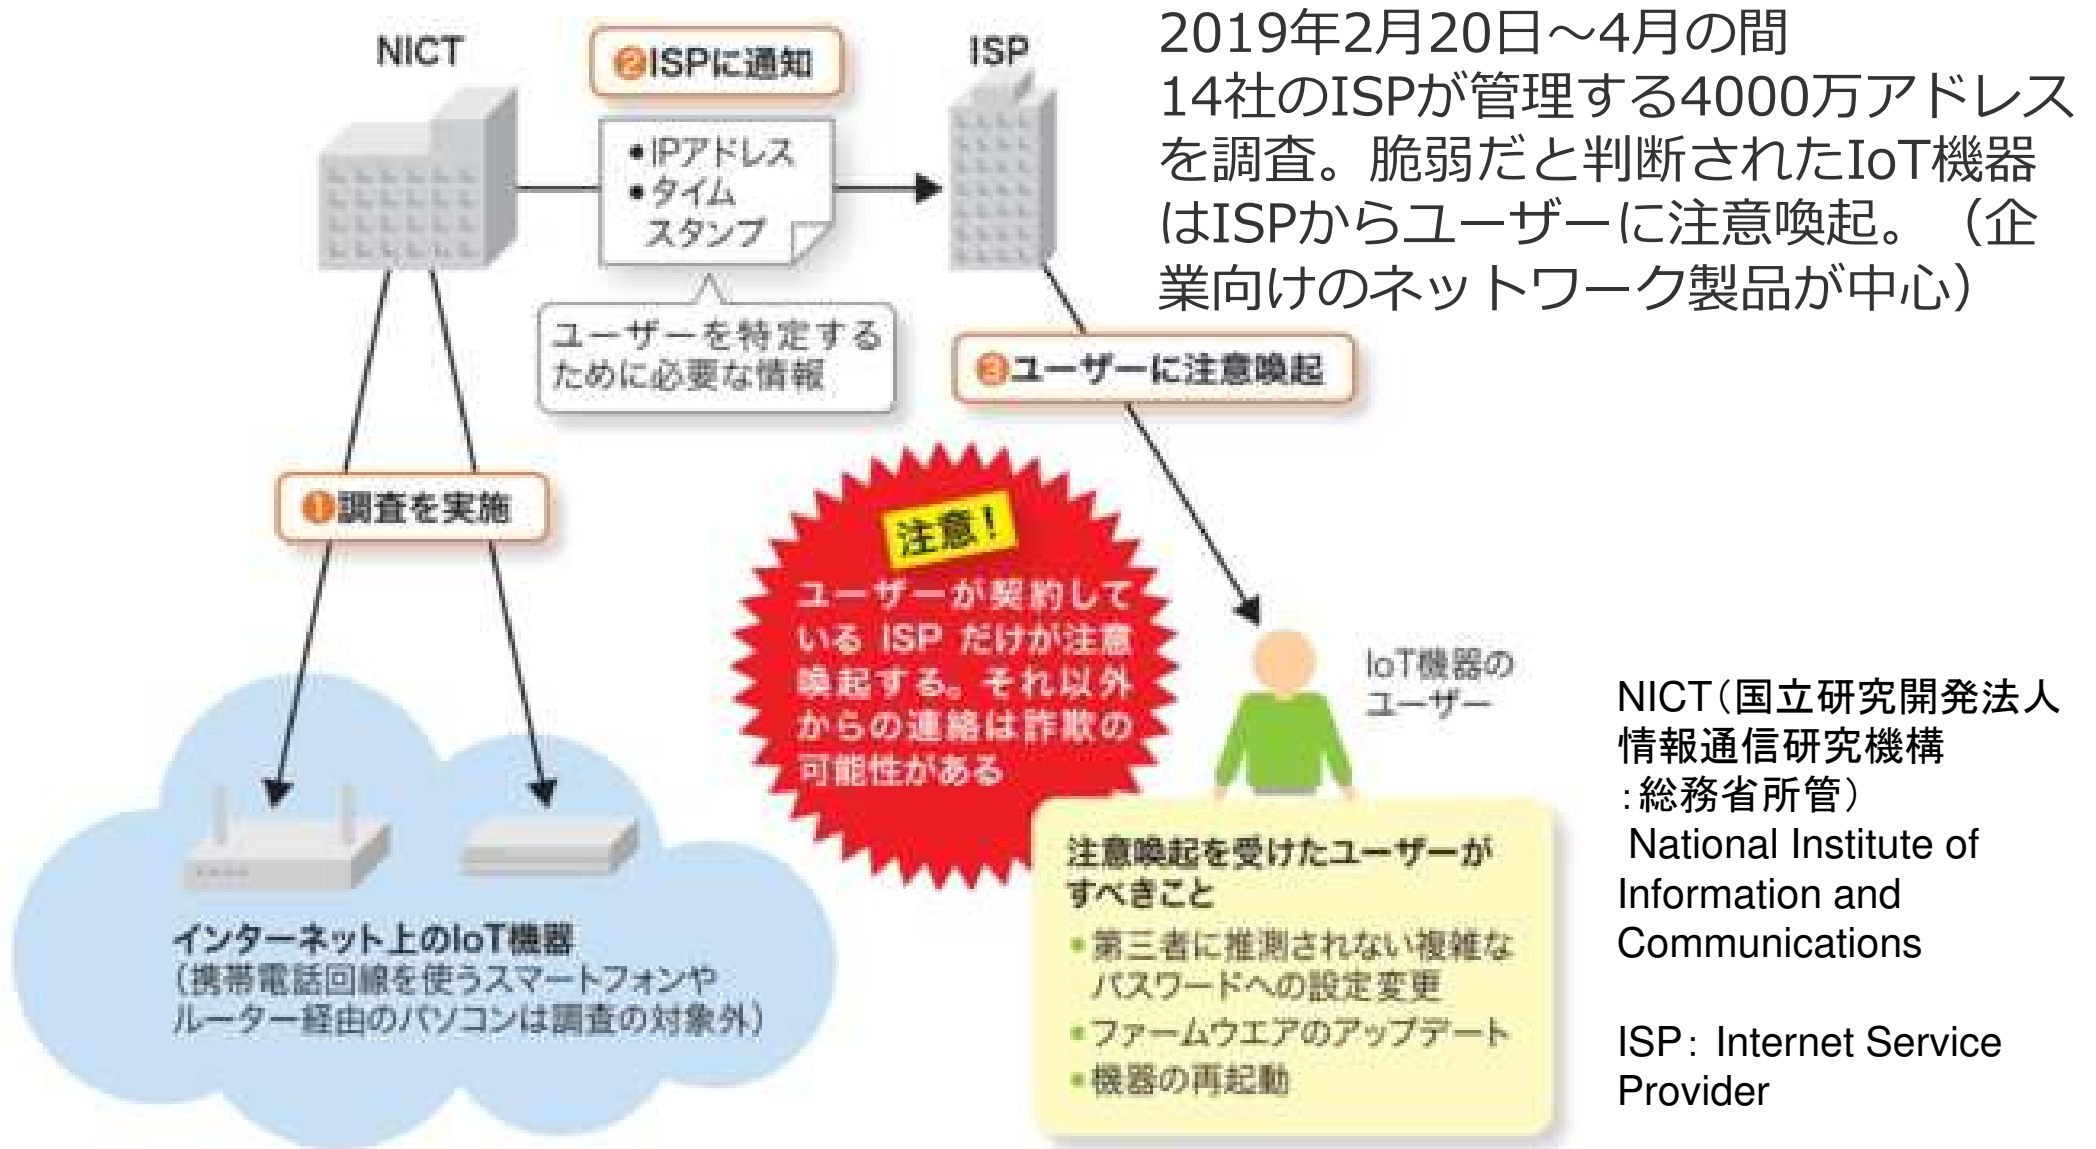 2019年2月20日～4月の間
14社のISPが管理する4000万アドレス
を調査。脆弱だと判断されたIoT機器
はISPからユーザーに注意喚起。（企
業向けのネットワーク製品が中心）
NICT
❷ISPに通知
ISP
●IPアドレス
●タイム
スタンプ
ユーザーを特定する
ために必要な情報
❸ユーザーに注意喚起
❶調査を実施
注意！
ユーザーが契約して
いる ISP だけが注意
喚起する。それ以外
からの連絡は詐欺の
可能性がある
IoT機器の
ユーザー
インターネット上のIoT機器
（携帯電話回線を使うスマートフォンや
ルーター経由のパソコンは調査の対象外）
注意喚起を受けたユーザーが
すべきこと
●第三者に推測されない複雑な
パスワードへの設定変更
●ファームウエアのアップデート
●機器の再起動
NICT（国立研究開発法人
情報通信研究機構
：総務省所管）
National Institute of
Information and
Communications
ISP： Internet Service
Provider